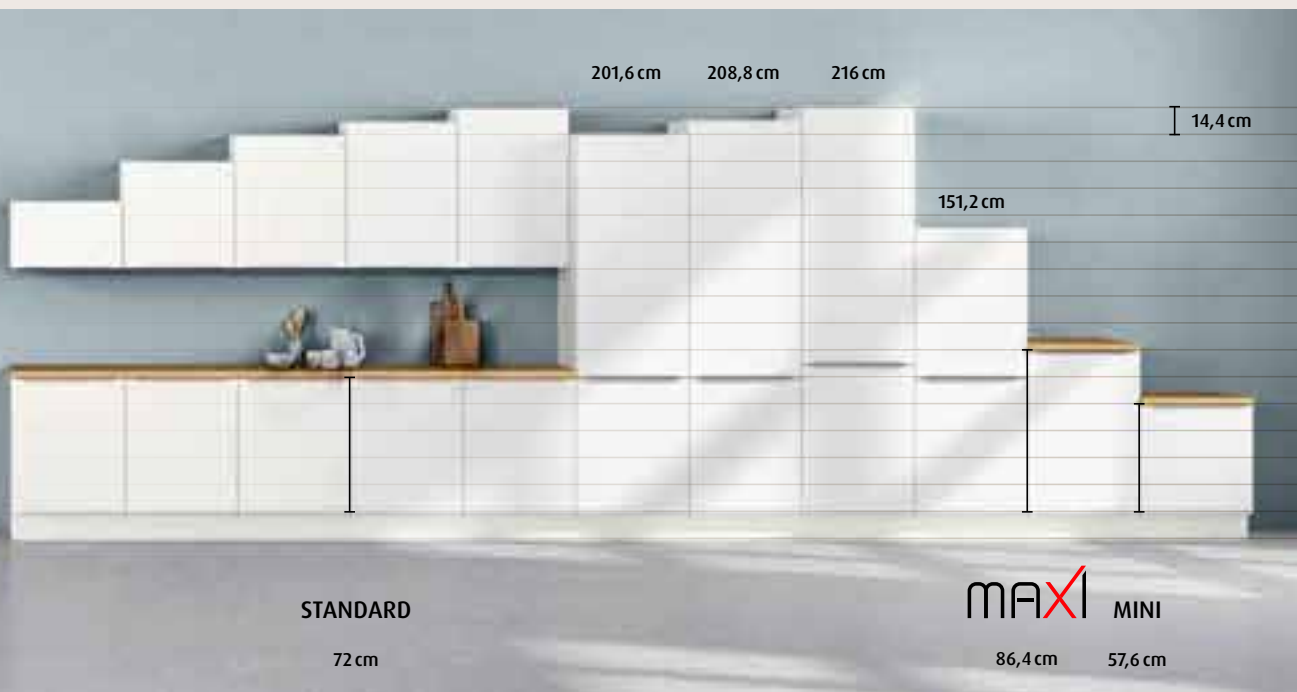 201,6 cm 208,8 cm 216 cm
14,4 cm
151,2 cm
STANDARD MAXI MINI
72 cm 86,4 cm 57,6 cm